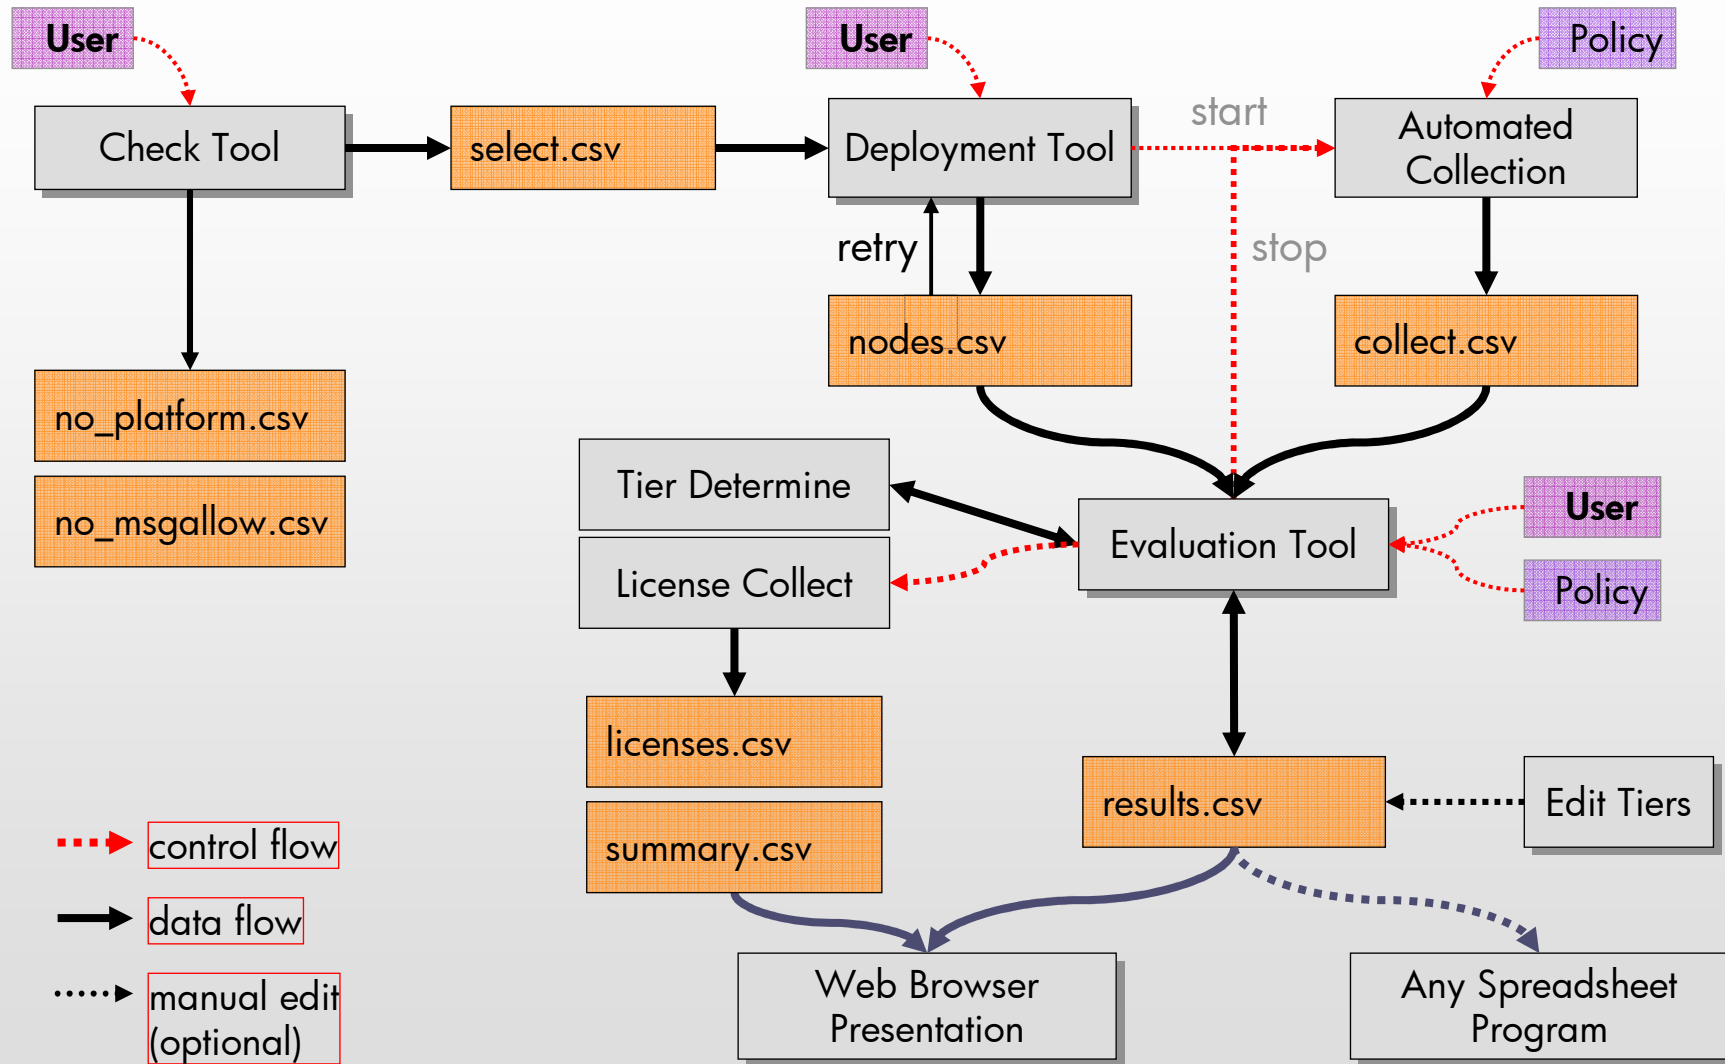 User
User
Policy
Check Tool
select.csv
Deployment Tool
start
Automated
Collection
retry
stop
nodes.csv
collect.csv
no_platform.csv
no_msgallow.csv
Tier Determine
License Collect
Evaluation Tool
User
Policy
licenses.csv
summary.csv
results.csv
Edit Tiers
control flow
data flow
manual edit
(optional)
Web Browser
Presentation
Any Spreadsheet
Program